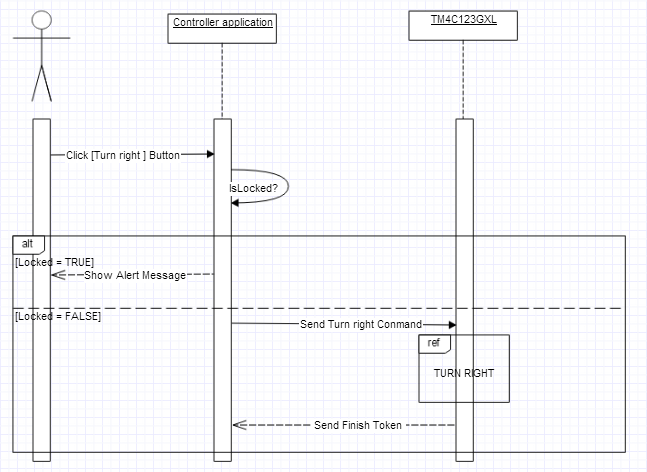 Controller application
TM4C123GXL
Click [Turn right ] Button
IsLocked?
alt
[Locked = TRUE]
Show Alert Message
[Locked = FALSE]
Send Turn right Conmand
ref
TURN RIGHT
Send Finish Token